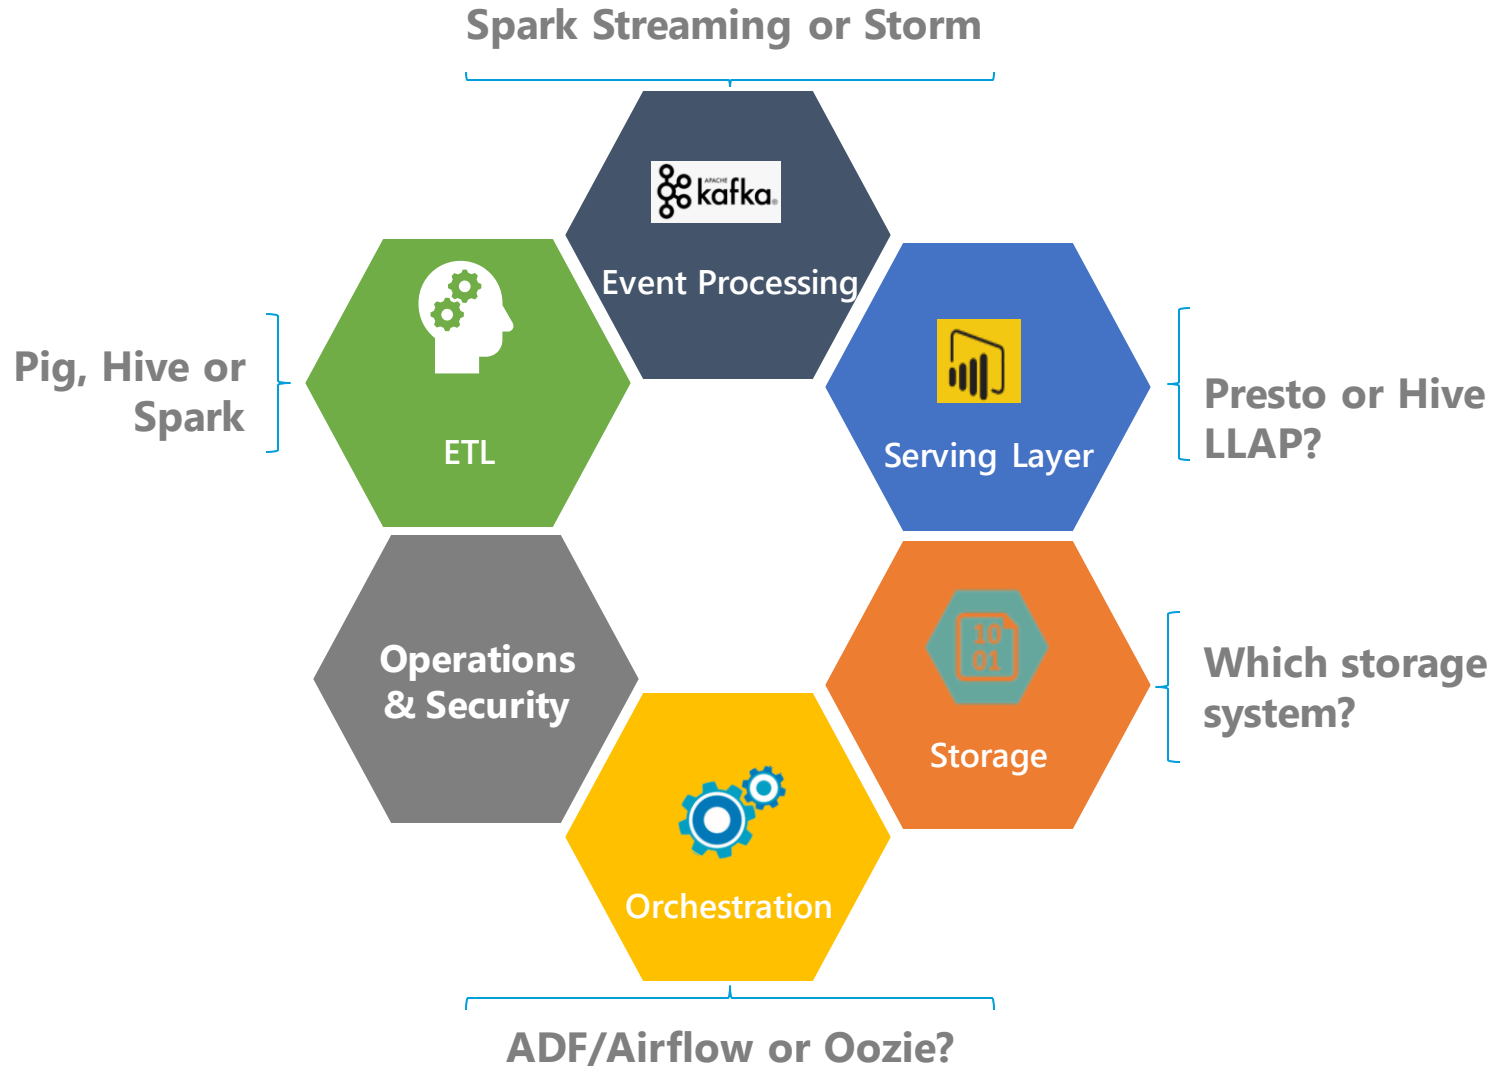 Spark Streaming or Storm
APACHE
kafka®
Event Processing
Pig, Hive or
Spark
ETL
Serving Layer
Presto or Hive
LLAP?
Operations
& Security
10
01
Storage
Which storage
system?
Orchestration
ADF/Airflow or Oozie?